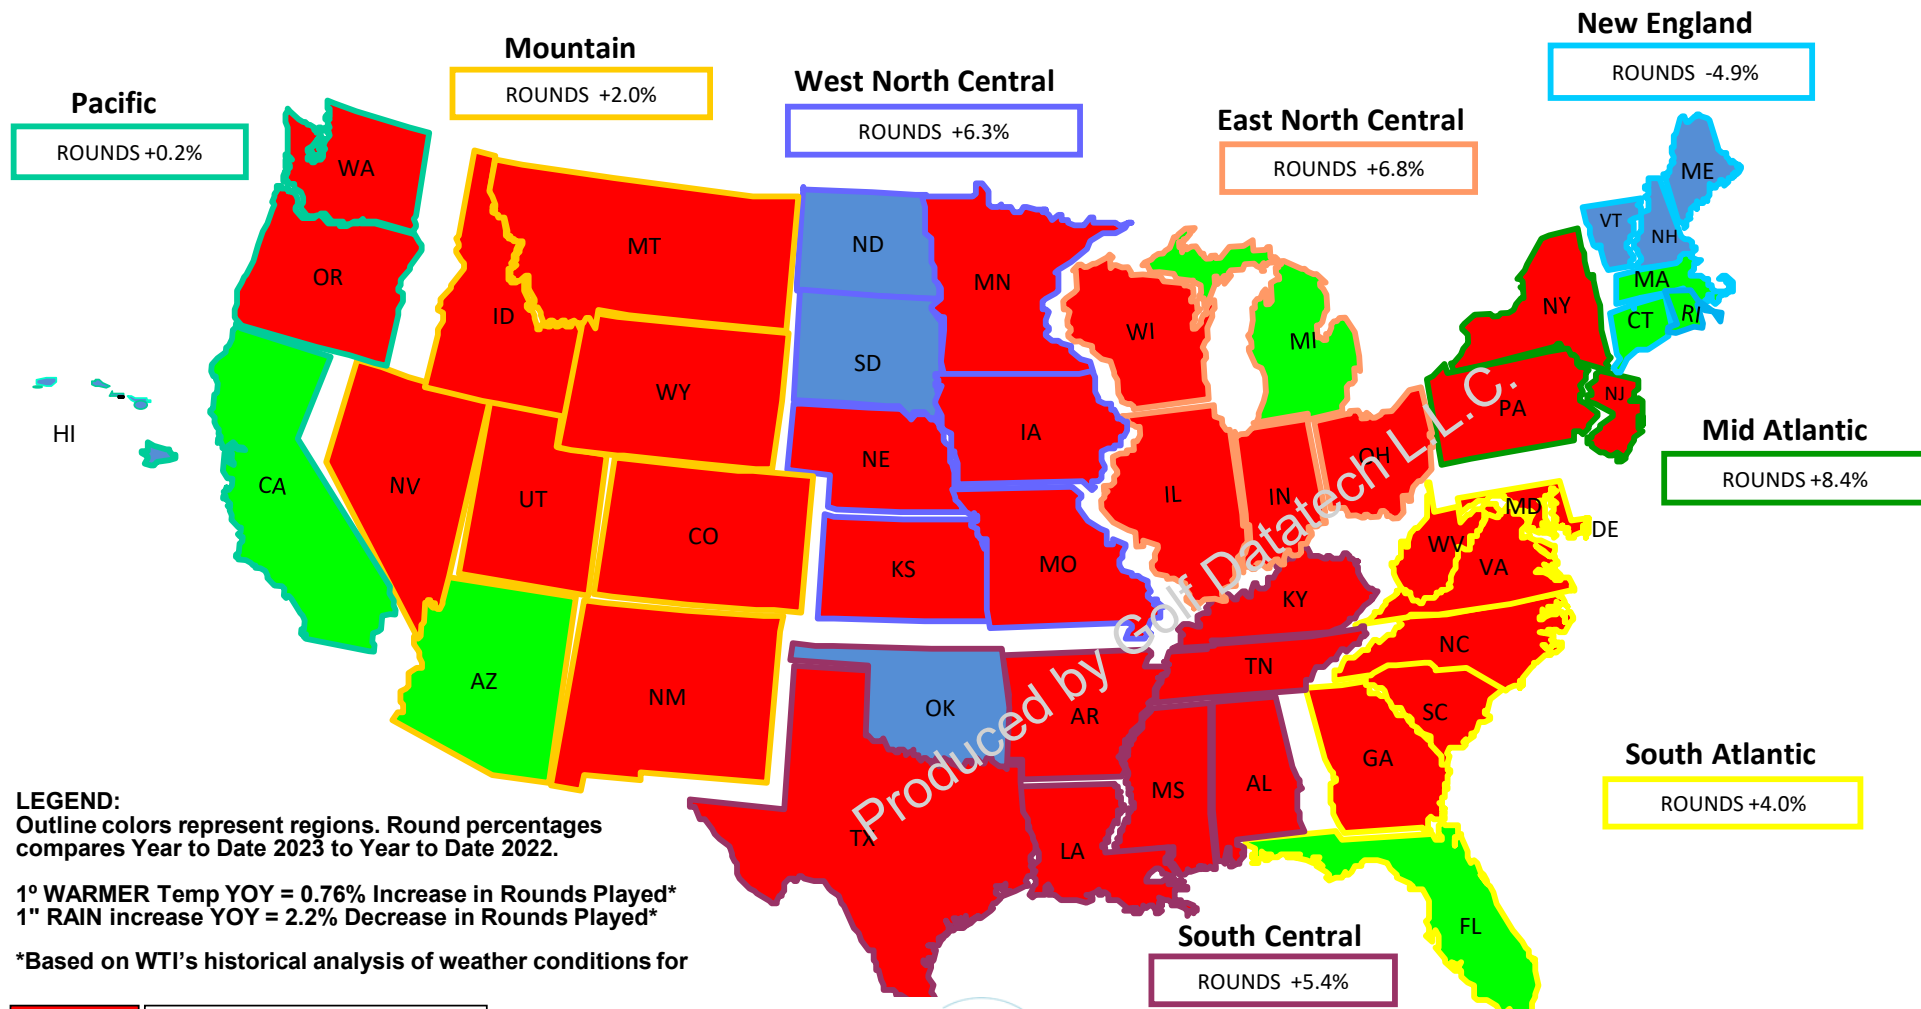 New England
ROUNDS -4.9%
Mountain
ROUNDS +2.0%
West North Central
ROUNDS +6.3%
Pacific
ROUNDS +0.2%
East North Central
ROUNDS +6.8%
WA
OR
CA
HI
MT
ID
WY
NV
UT
CO
AZ
NM
ND
SD
MN
NE
IA
KS
MO
WI
MI
IL
IN
OH
ME
VT
NH
MA
CT
RI
NY
PA
NJ
Mid Atlantic
ROUNDS +8.4%
MD
DE
WV
VA
NC
SC
GA
FL
KY
TN
OK
AR
TX
LA
MS
AL
Produced by Golf Datatech L.L.C.
South Atlantic
ROUNDS +4.0%
South Central
ROUNDS +5.4%
LEGEND:
Outline colors represent regions. Round percentages
compares Year to Date 2023 to Year to Date 2022.
1º WARMER Temp YOY = 0.76% Increase in Rounds Played*
1" RAIN increase YOY = 2.2% Decrease in Rounds Played*
*Based on WTI’s historical analysis of weather conditions for